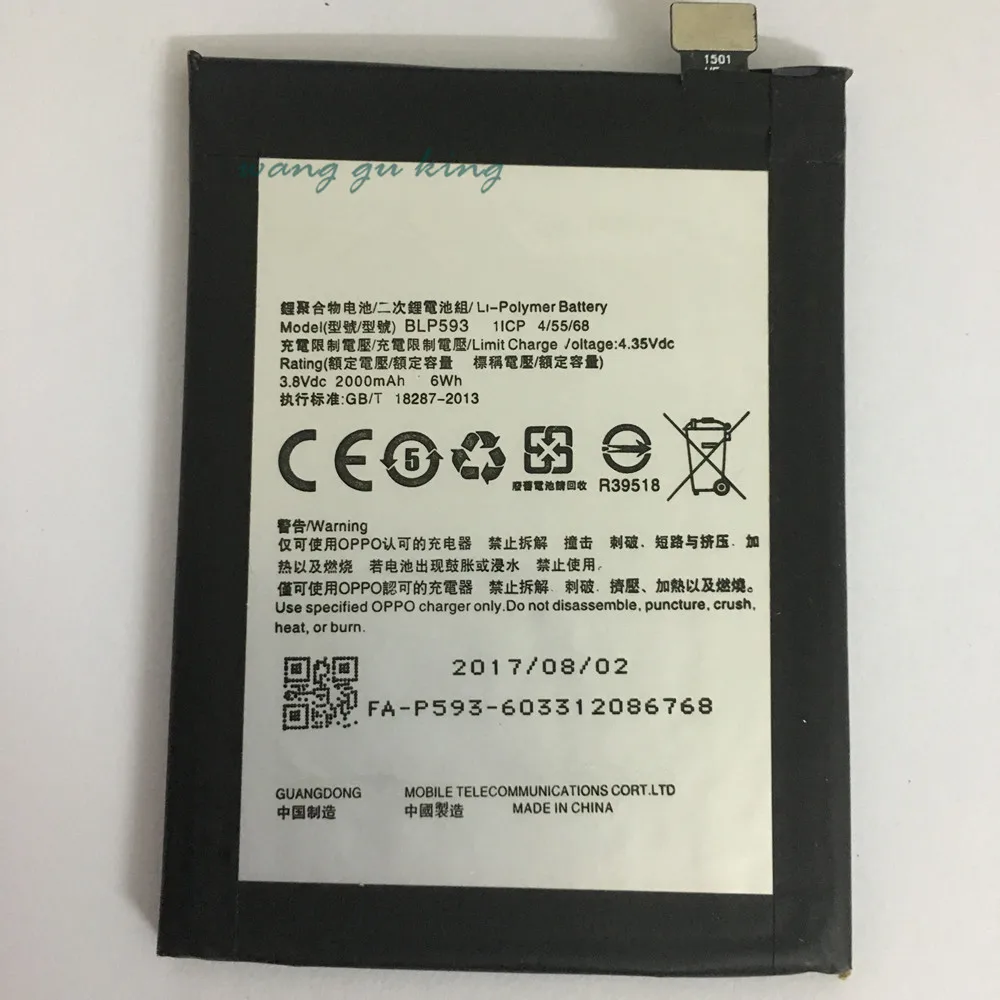 1501
wang gu king
鋰聚合物电池/二次鋰電池組/ Li-Polymer Battery
Model(型號/型號) BLP593 1ICP 4/55/68
充電限制電壓/充電限制電壓/Limit Charge /oltage:4.35Vdc
Rating(額定電壓/額定容量 標稱電壓/額定容量)
3.8Vdc 2000mAh 6Wh
执行标准:GB/T 18287-2013
CE 5
廢舊電池請回收 R39518
警告/Warning
仅可使用OPPO认可的充电器 禁止拆解 撞击 刺破、短路与挤压. 加
热以及燃烧 若电池出现鼓胀或浸水 禁止使用。
僅可使用OPPO認可的充電器 禁止拆解. 刺破. 擠壓、加熱以及燃燒。
Use specified OPPO charger only.Do not disassemble, puncture, crush,
heat, or burn.
2017/08/02
FA-P593-603312086768
GUANGDONG MOBILE TELECOMMUNICATIONS CORT.LTD
中国制造 中國製造 MADE IN CHINA